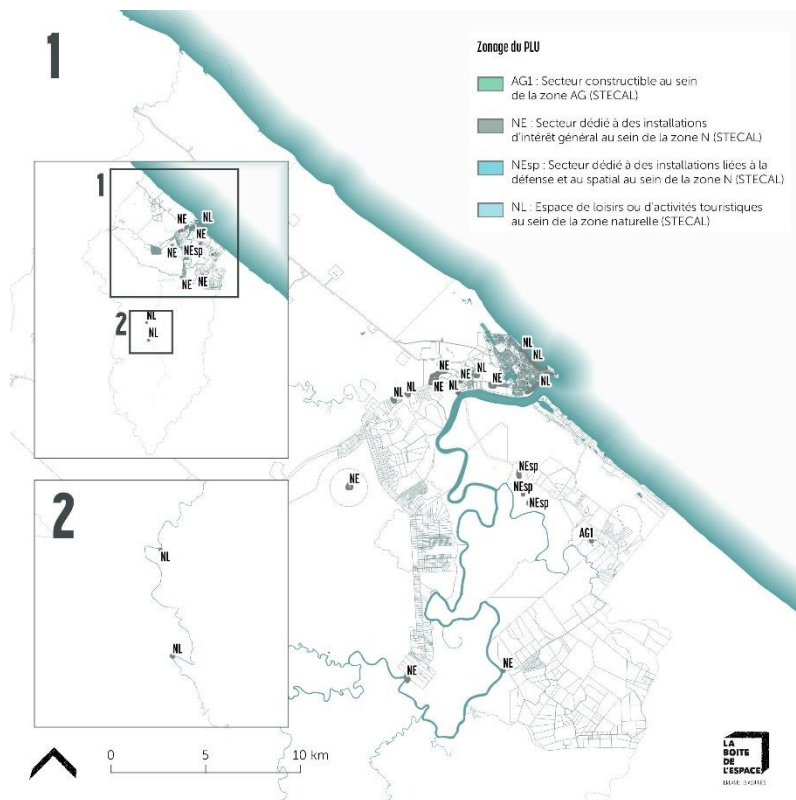 1
Zonage du PLU
AG1 : Secteur constructible au sein
de la zone AG (STECAL)
NE : Secteur dédié à des installations
d'intérêt général au sein de la zone N (STECAL)
NEsp : Secteur dédié à des installations liées à la
défense et au spatial au sein de la zone N (STECAL)
NL : Espace de loisirs ou d'activités touristiques
au sein de la zone naturelle (STECAL)
1
NE
NL
NE
NE
NEsp
NE
NE
2
NL
NL
NL
NL
NE
NE
NL
NL
NE
NL
NE
NL
NL
NE
NEsp
NEsp
NEsp
AG1
NE
NE
2
NL
NL
0
5
10 km
LA
BOITE
DE
L'ESPACE